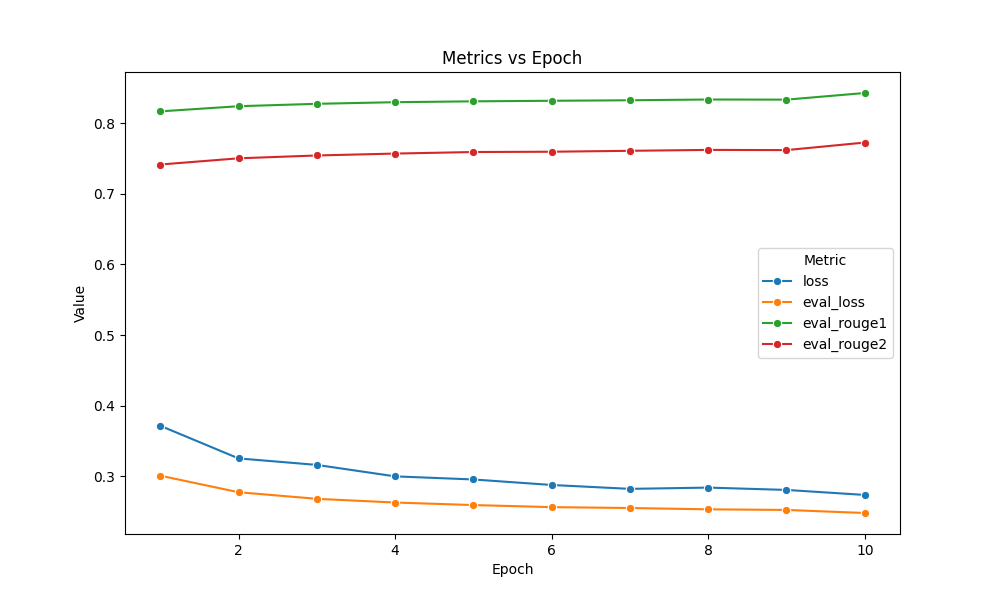 Metrics vs Epoch
Value
0.8
0.7
0.6
0.5
0.4
0.3
Metric
loss
eval_loss
eval_rouge1
eval_rouge2
2
4
6
8
10
Epoch